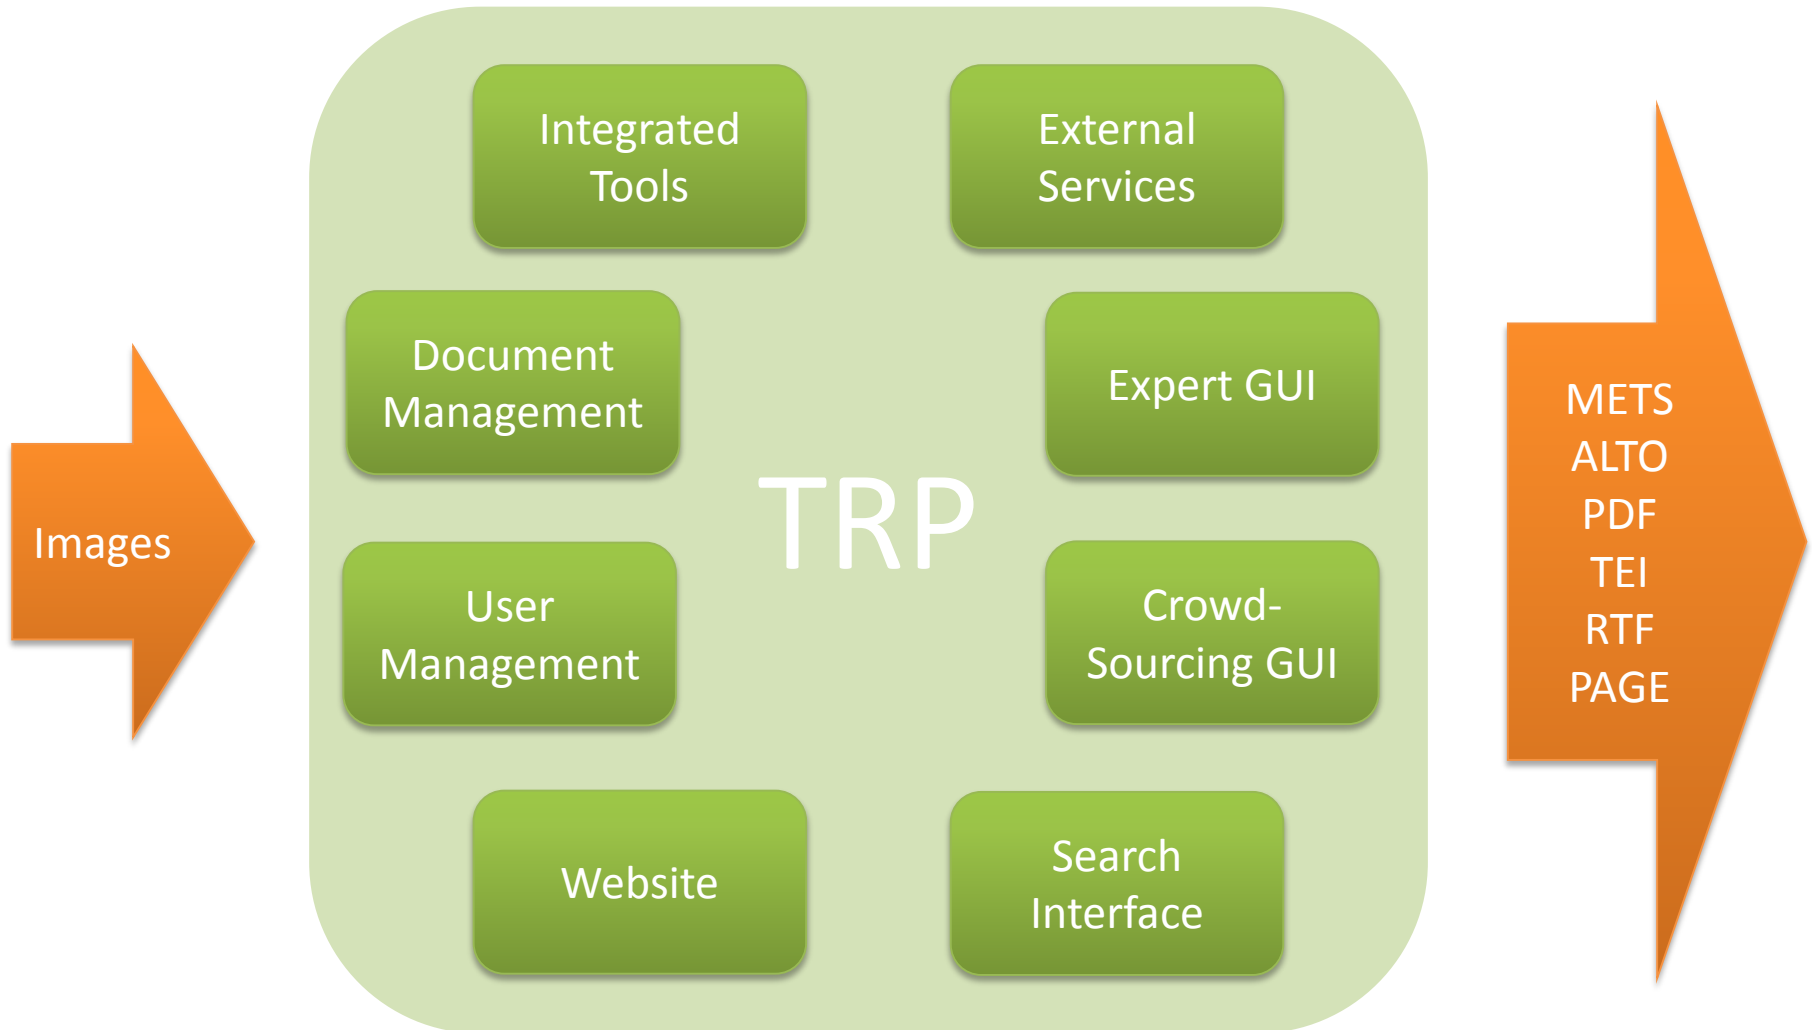 Integrated
Tools
External
Services
Document
Management
Expert GUI
Images
TRP
User
Management
Crowd-
Sourcing GUI
Website
Search
Interface
METS
ALTO
PDF
TEI
RTF
PAGE